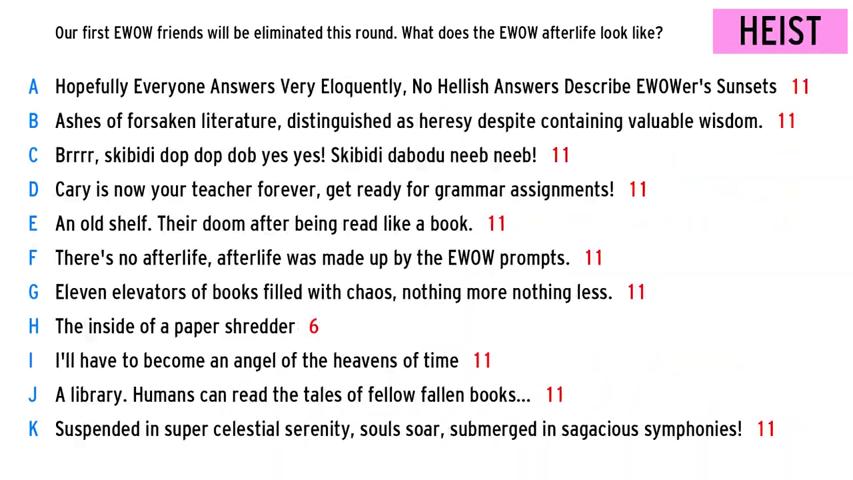 Our first EWOW friends will be eliminated this round. What does the EWOW afterlife look like?
HEIST
A Hopefully Everyone Answers Very Eloquently, No Hellish Answers Describe EWOWer's Sunsets 11
B Ashes of forsaken literature, distinguished as heresy despite containing valuable wisdom. 11
C Brrrr, skibidi dop dop dob yes yes! Skibidi dabodu neeb neeb! 11
D Cary is now your teacher forever, get ready for grammar assignments! 11
E An old shelf. Their doom after being read like a book. 11
F There's no afterlife, afterlife was made up by the EWOW prompts. 11
G Eleven elevators of books filled with chaos, nothing more nothing less. 11
H The inside of a paper shredder 6
I I'll have to become an angel of the heavens of time 11
J A library. Humans can read the tales of fellow fallen books... 11
K Suspended in super celestial serenity, souls soar, submerged in sagacious symphonies! 11